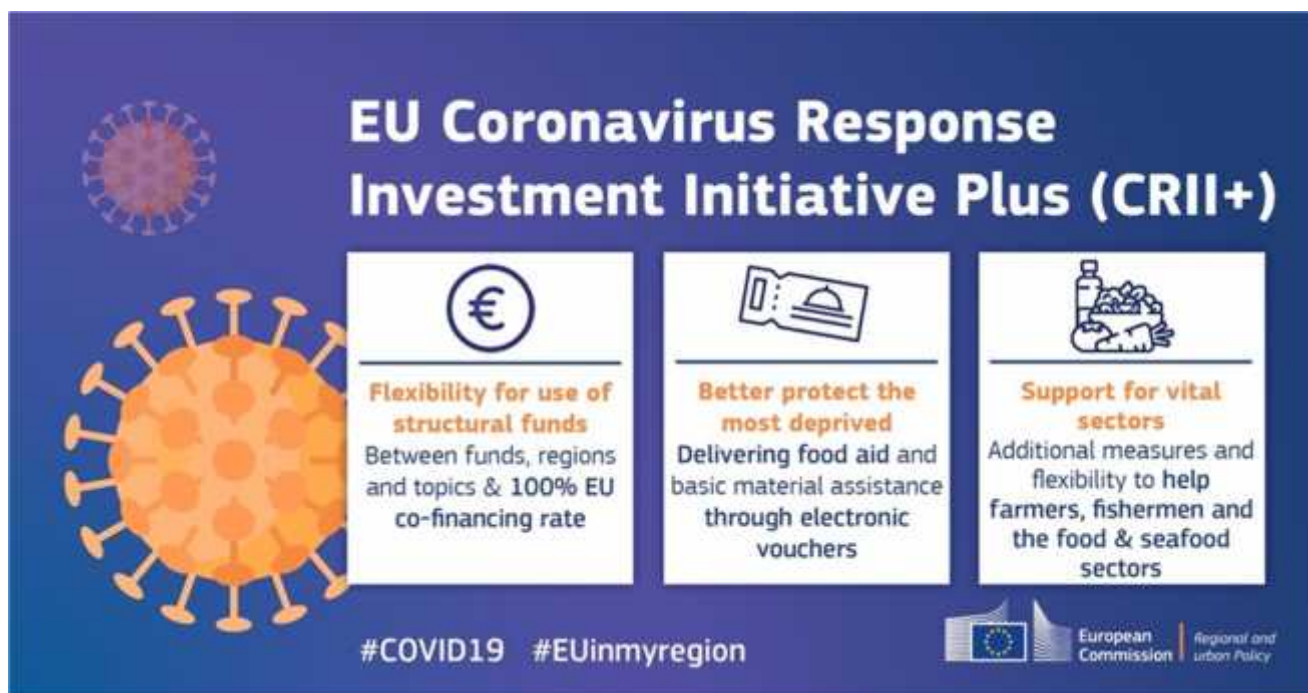 EU Coronavirus Response
Investment Initiative Plus (CRII+)
Flexibility for use of
structural funds
Between funds, regions
and topics & 100% EU
co-financing rate
Better protect the
most deprived
Delivering food aid and
basic material assistance
through electronic
vouchers
Support for vital
sectors
Additional measures and
flexibility to help
farmers, fishermen and
the food & seafood
sectors
#COVID19 #EUinmyregion
European
Commission
Regional and
urban Policy